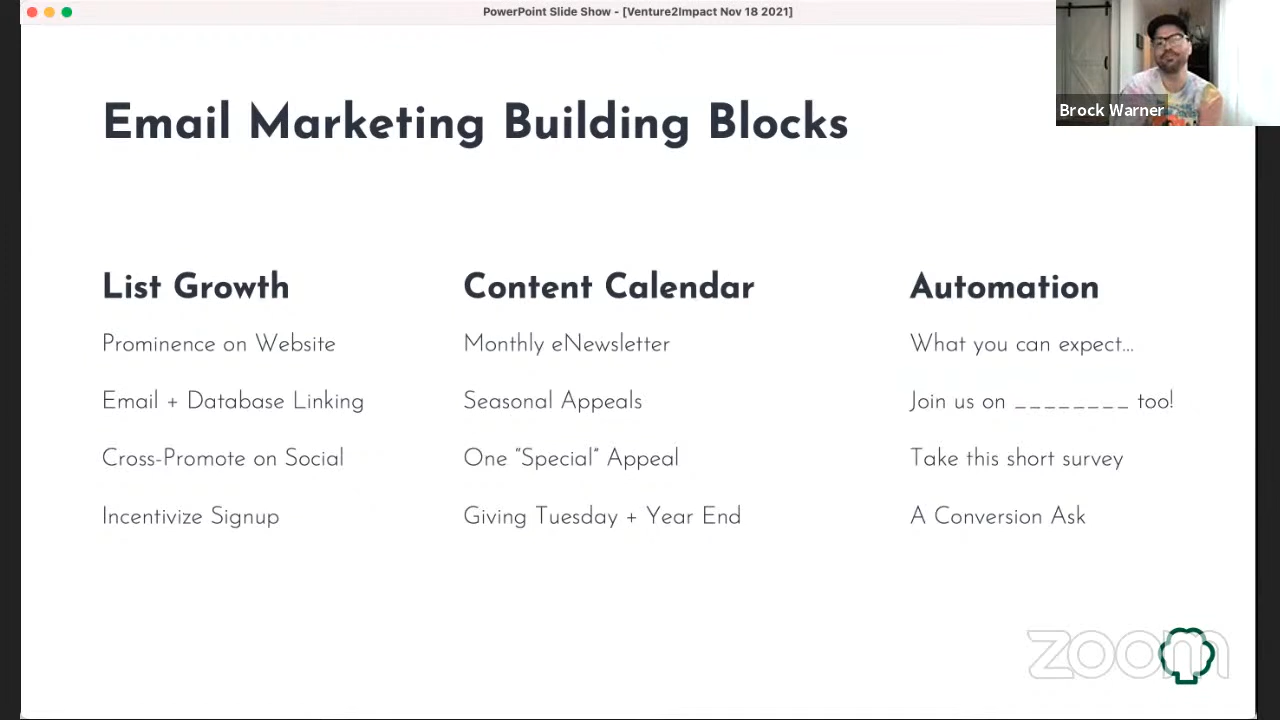 PowerPoint Slide Show - [Venture2Impact Nov 18 2021]
Brock Warner
Email Marketing Building Blocks
List Growth
Prominence on Website
Email + Database Linking
Cross-Promote on Social
Incentivize Signup
Content Calendar
Monthly eNewsletter
Seasonal Appeals
One “Special” Appeal
Giving Tuesday + Year End
Automation
What you can expect...
Join us on ________ too!
Take this short survey
A Conversion Ask
zoom